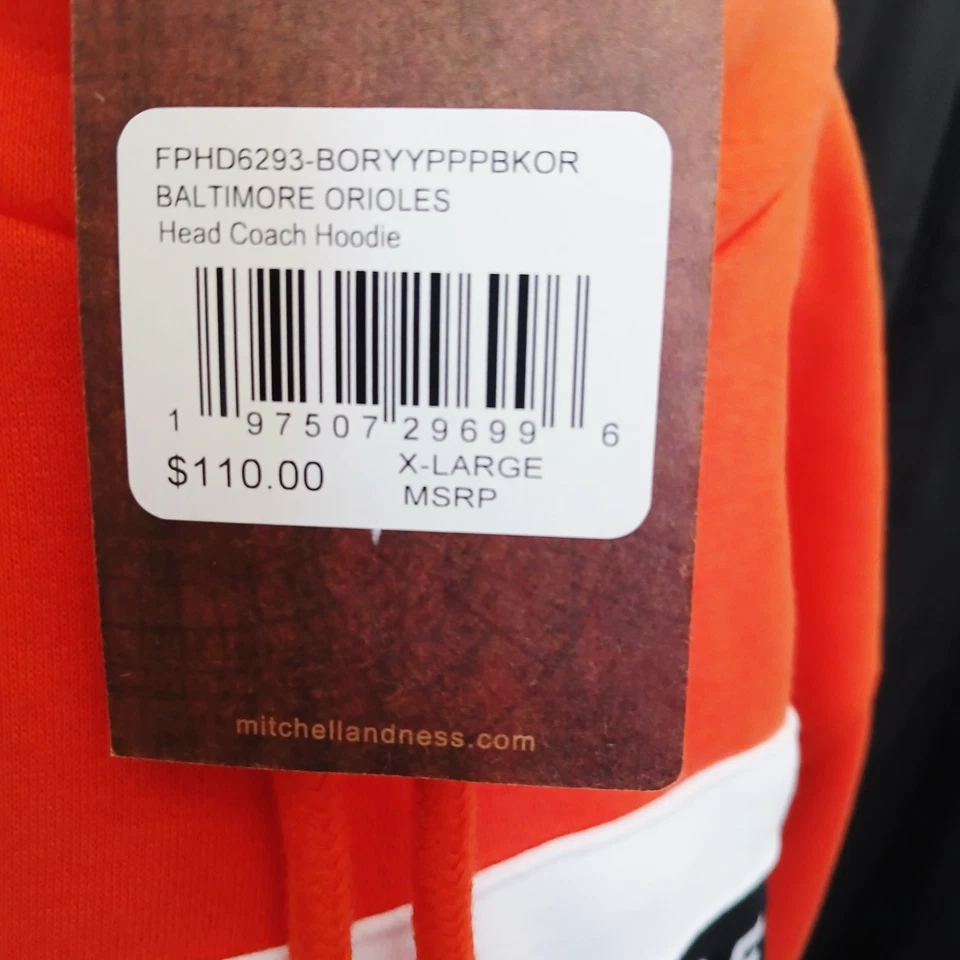 FPHD6293-BORYYPPPBKOR
BALTIMORE ORIOLES
Head Coach Hoodie
1 97507 29699 6
$110.00 X-LARGE
MSRP
mitchellandness.com